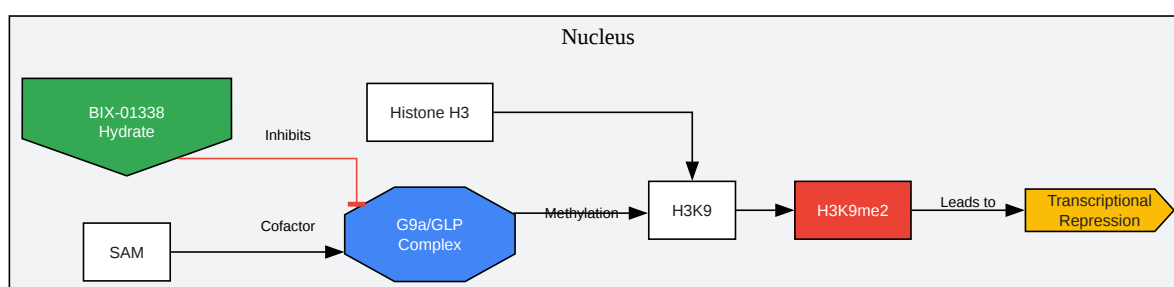 Nucleus
BIX-01338
Hydrate
Inhibits
Histone H3
SAM
Cofactor
G9a/GLP
Complex
Methylation
H3K9
H3K9me2
Leads to
Transcriptional
Repression